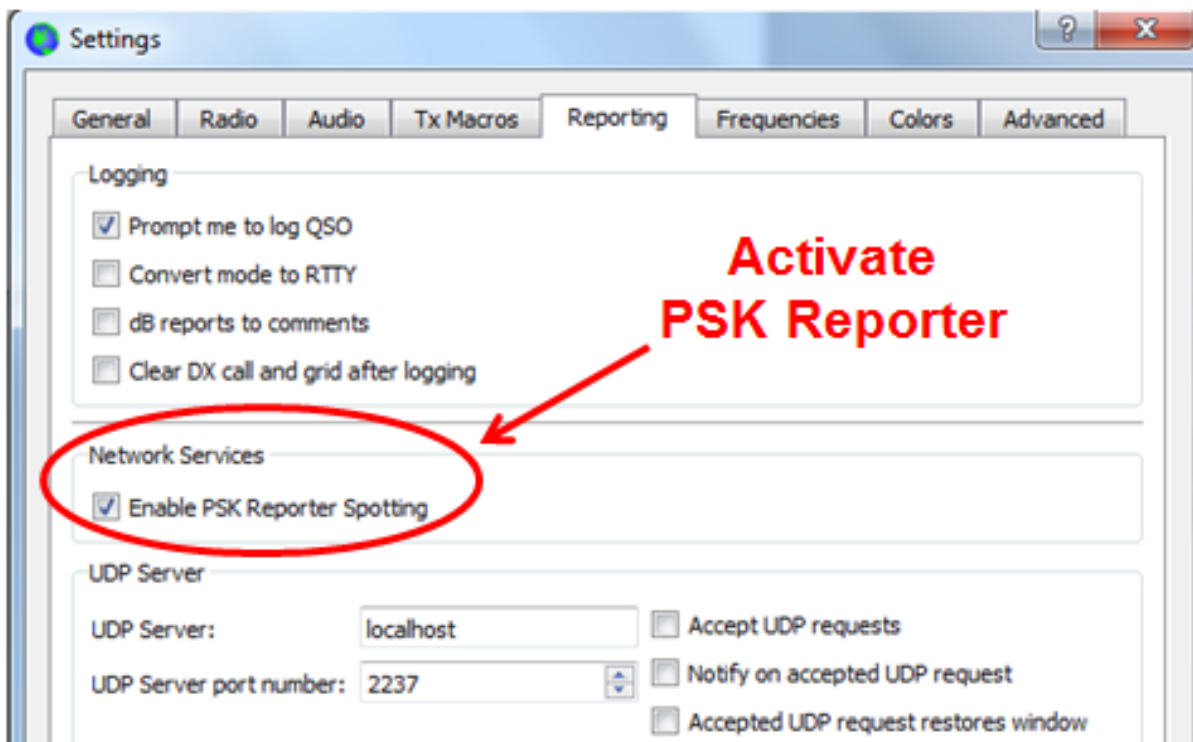 Settings
General Radio Audio Tx Macros Reporting Frequencies Colors Advanced
Logging
Prompt me to log QSO
Convert mode to RTTY
dB reports to comments
Clear DX call and grid after logging
Activate
PSK Reporter
Network Services
Enable PSK Reporter Spotting
UDP Server
UDP Server: localhost Accept UDP requests
UDP Server port number: 2237 Notify on accepted UDP request
Accepted UDP request restores window